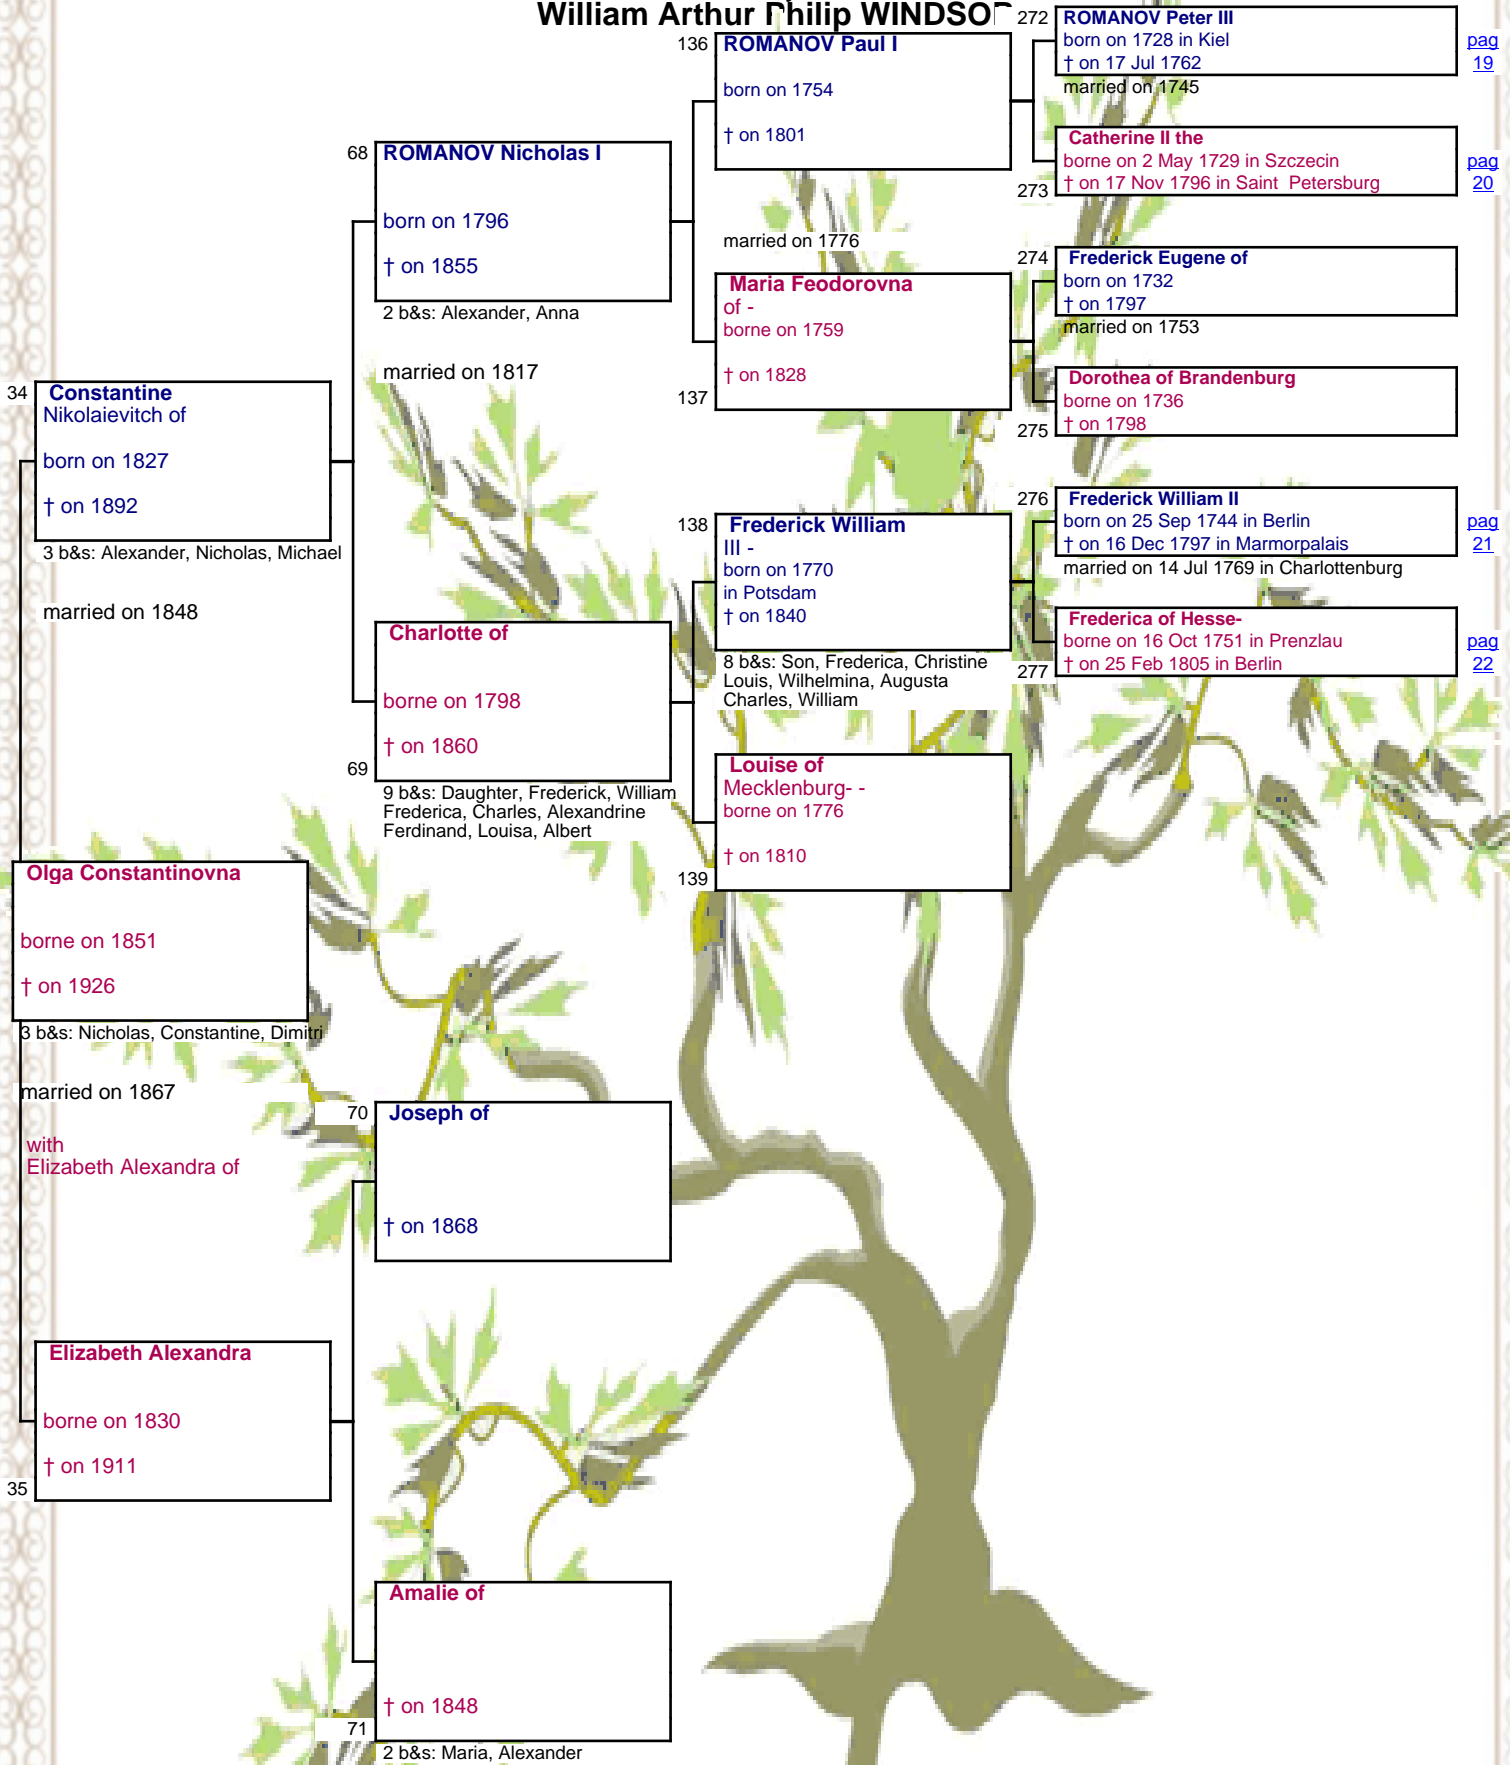 William Arthur Philip WINDSOR
34
Constantine
Nikolaievitch of
born on 1827
† on 1892
3 b&s: Alexander, Nicholas, Michael
married on 1848
Olga Constantinovna
borne on 1851
† on 1926
3 b&s: Nicholas, Constantine, Dimitri
married on 1867
with
Elizabeth Alexandra of
Elizabeth Alexandra
borne on 1830
† on 1911
35
68
ROMANOV Nicholas I
born on 1796
† on 1855
2 b&s: Alexander, Anna
married on 1817
Charlotte of
borne on 1798
† on 1860
69
9 b&s: Daughter, Frederick, William
Frederica, Charles, Alexandrine
Ferdinand, Louisa, Albert
70
Joseph of
† on 1868
Amalie of
† on 1848
71
2 b&s: Maria, Alexander
136
ROMANOV Paul I
born on 1754
† on 1801
married on 1776
Maria Feodorovna
of -
borne on 1759
† on 1828
137
138
Frederick William
III -
born on 1770
in Potsdam
† on 1840
8 b&s: Son, Frederica, Christine
Louis, Wilhelmina, Augusta
Charles, William
Louise of
Mecklenburg- -
borne on 1776
† on 1810
139
272
ROMANOV Peter III
born on 1728 in Kiel
† on 17 Jul 1762
pag
19
married on 1745
Catherine II the
borne on 2 May 1729 in Szczecin
† on 17 Nov 1796 in Saint  Petersburg
273
pag
20
274
Frederick Eugene of
born on 1732
† on 1797
married on 1753
Dorothea of Brandenburg
borne on 1736
† on 1798
275
276
Frederick William II
born on 25 Sep 1744 in Berlin
† on 16 Dec 1797 in Marmorpalais
pag
21
married on 14 Jul 1769 in Charlottenburg
Frederica of Hesse-
borne on 16 Oct 1751 in Prenzlau
† on 25 Feb 1805 in Berlin
277
pag
22